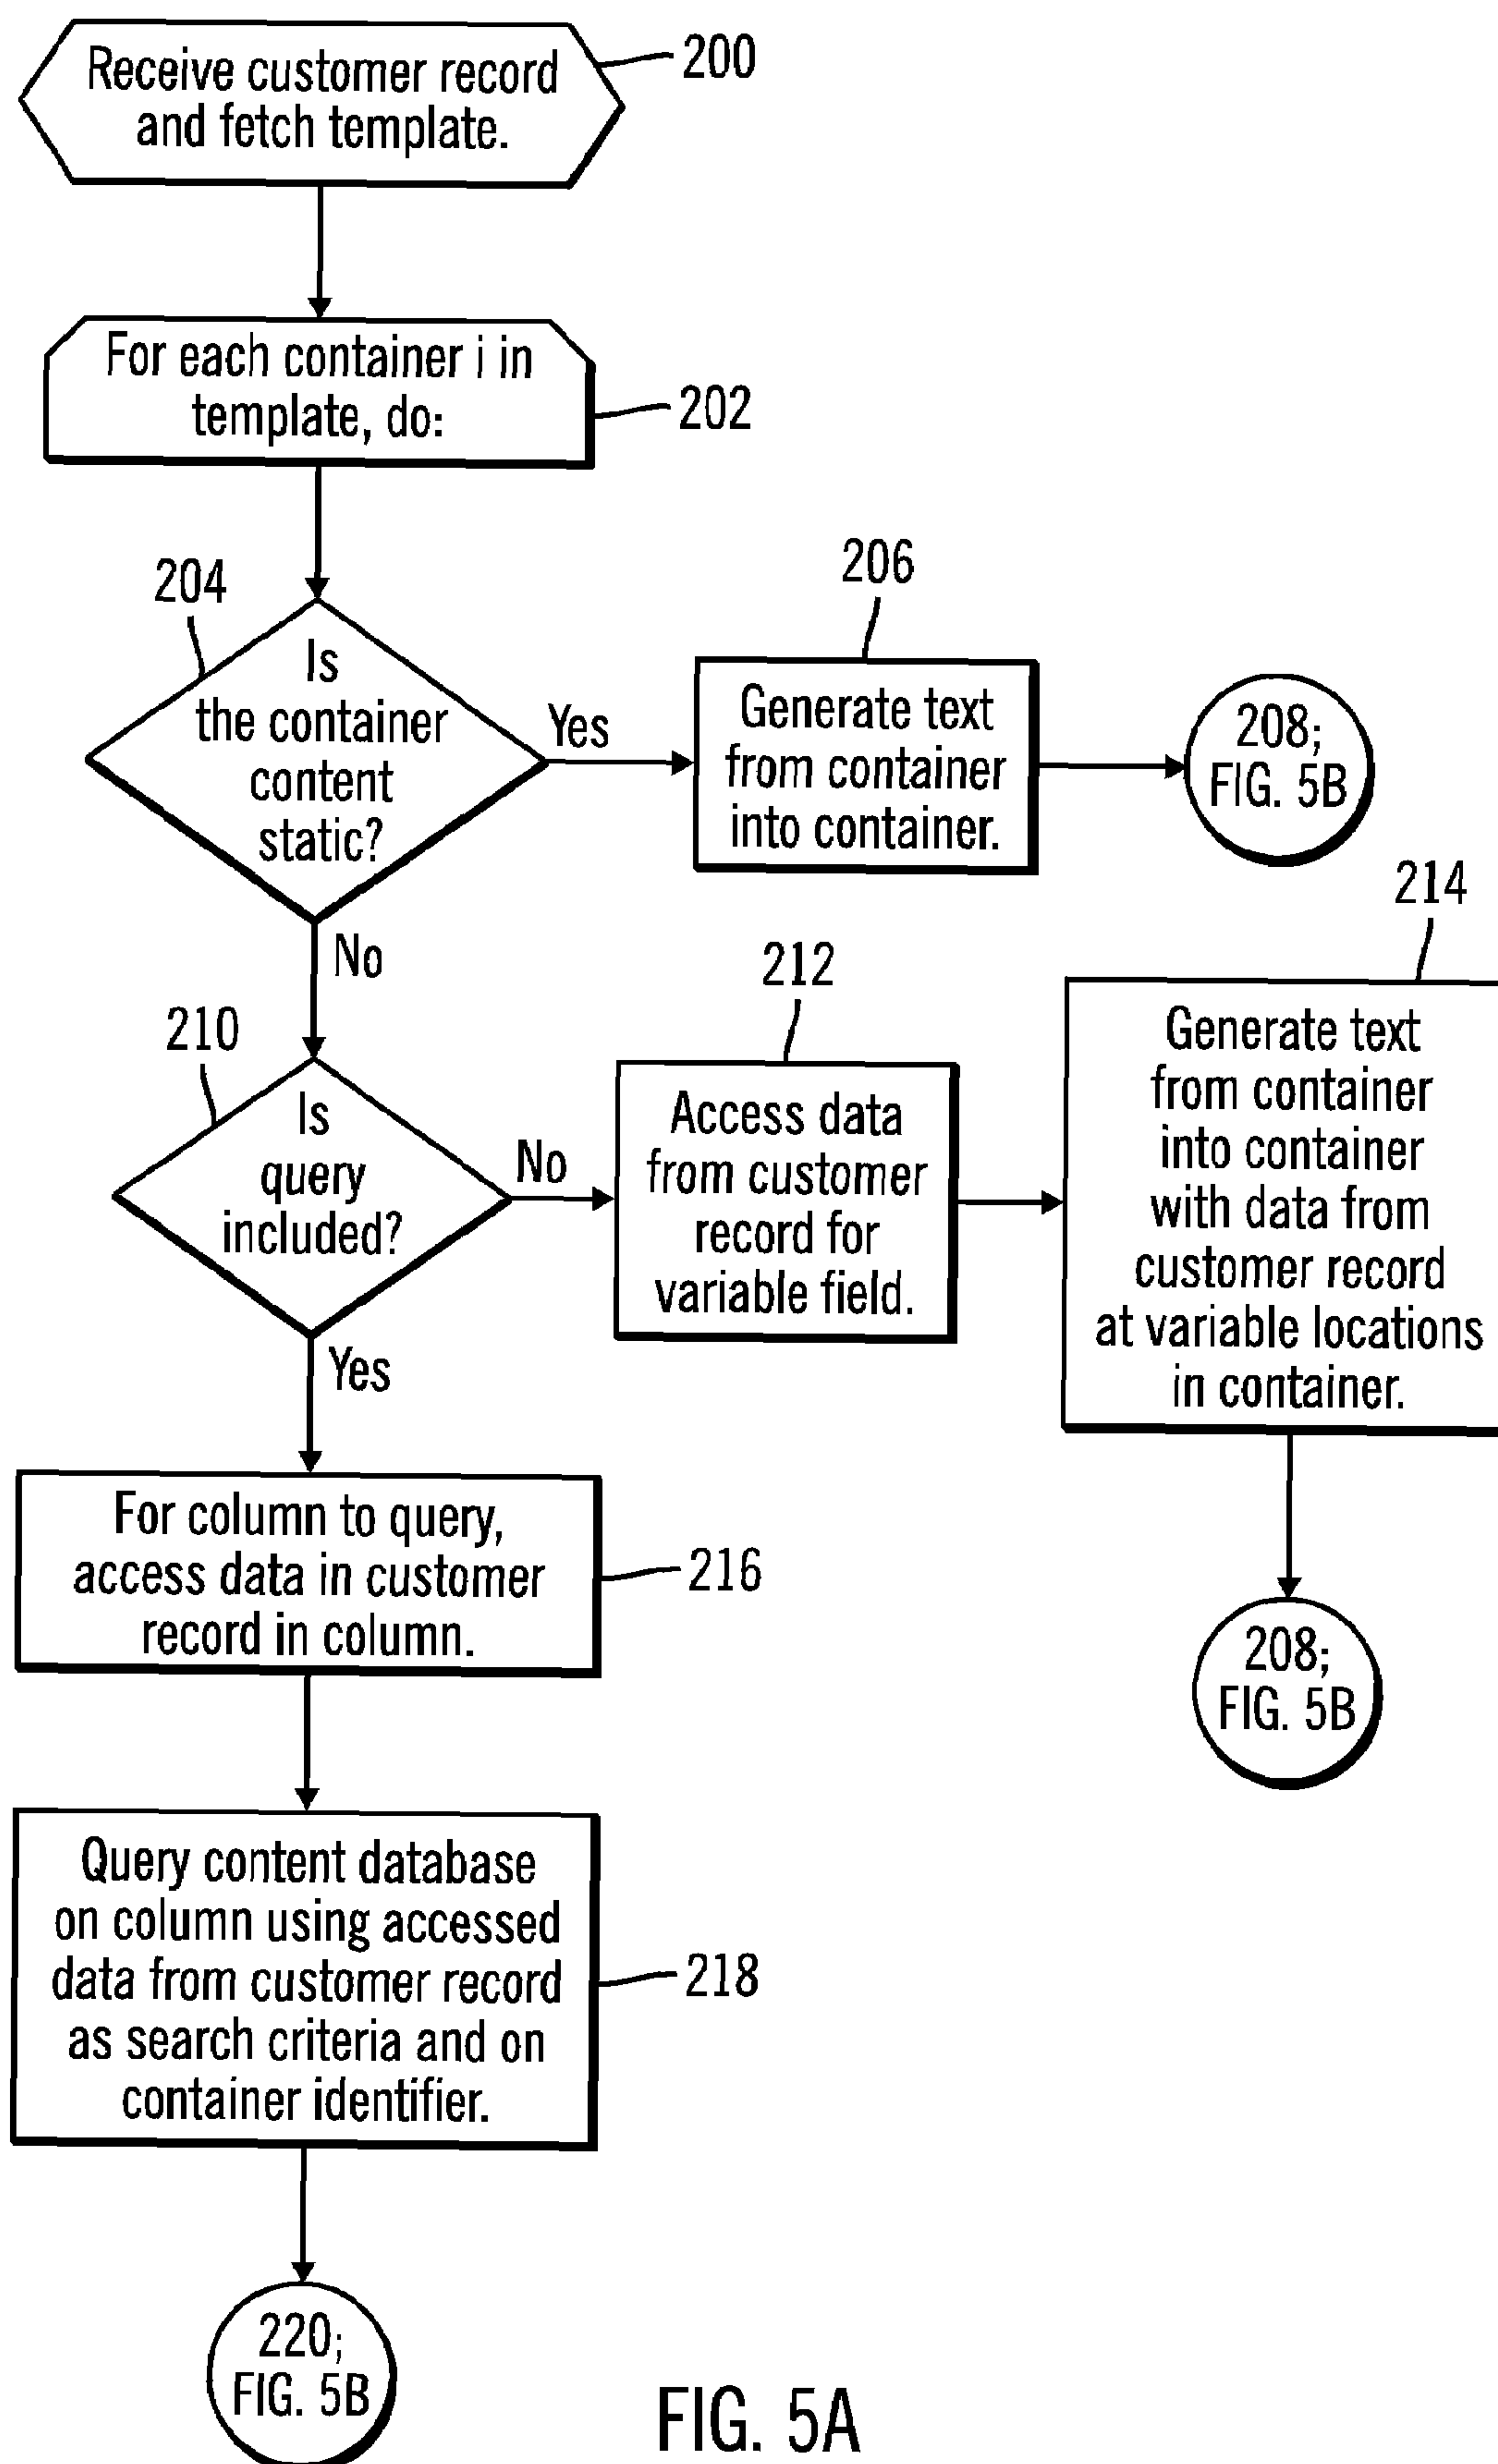 Receive customer record
and fetch template.
200
For each container i in
template, do:
202
204
Is
the container
content
static?
Yes
No
206
Generate text
from container
into container.
208;
FIG. 5B
210
Is
query
included?
No
Yes
212
Access data
from customer
record for
variable field.
214
Generate text
from container
into container
with data from
customer record
at variable locations
in container.
208;
FIG. 5B
For column to query,
access data in customer
record in column.
216
Query content database
on column using accessed
data from customer record
as search criteria and on
container identifier.
218
220;
FIG. 5B
FIG. 5A